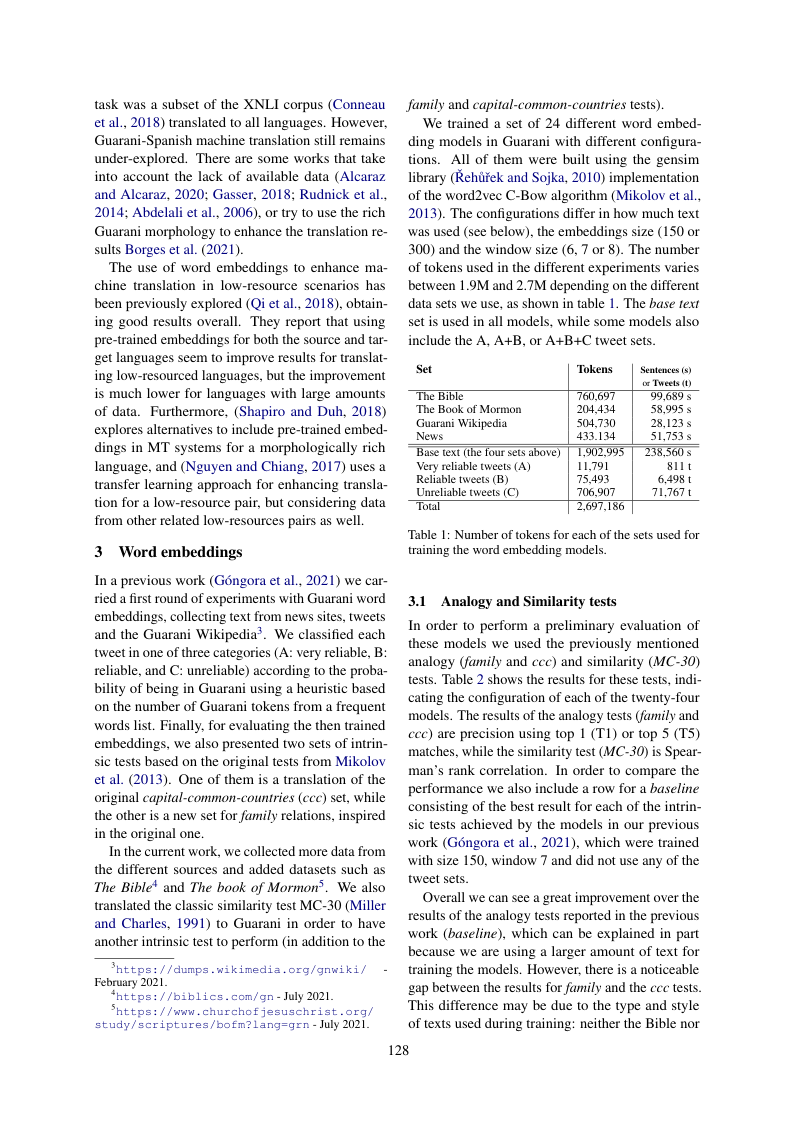 task was a subset of the XNLI corpus (Conneau
et al., 2018) translated to all languages. However,
Guarani-Spanish machine translation still remains
under-explored. There are some works that take
into account the lack of available data (Alcaraz
and Alcaraz, 2020; Gasser, 2018; Rudnick et al.,
2014; Abdelali et al., 2006), or try to use the rich
Guarani morphology to enhance the translation re-
sults Borges et al. (2021).
The use of word embeddings to enhance ma-
chine translation in low-resource scenarios has
been previously explored (Qi et al., 2018), obtain-
ing good results overall. They report that using
pre-trained embeddings for both the source and tar-
get languages seem to improve results for translat-
ing low-resourced languages, but the improvement
is much lower for languages with large amounts
of data. Furthermore, (Shapiro and Duh, 2018)
explores alternatives to include pre-trained embed-
dings in MT systems for a morphologically rich
language, and (Nguyen and Chiang, 2017) uses a
transfer learning approach for enhancing transla-
tion for a low-resource pair, but considering data
from other related low-resources pairs as well.
3 Word embeddings
In a previous work (Góngora et al., 2021) we car-
ried a first round of experiments with Guarani word
embeddings, collecting text from news sites, tweets
and the Guarani Wikipedia3. We classified each
tweet in one of three categories (A: very reliable, B:
reliable, and C: unreliable) according to the proba-
bility of being in Guarani using a heuristic based
on the number of Guarani tokens from a frequent
words list. Finally, for evaluating the then trained
embeddings, we also presented two sets of intrin-
sic tests based on the original tests from Mikolov
et al. (2013). One of them is a translation of the
original capital-common-countries (ccc) set, while
the other is a new set for family relations, inspired
in the original one.
In the current work, we collected more data from
the different sources and added datasets such as
The Bible4 and The book of Mormon5. We also
translated the classic similarity test MC-30 (Miller
and Charles, 1991) to Guarani in order to have
another intrinsic test to perform (in addition to the
3https://dumps.wikimedia.org/gnwiki/ -
February 2021.
4https://biblics.com/gn - July 2021.
5https://www.churchofjesuschrist.org/
study/scriptures/bofm?lang=grn - July 2021.
family and capital-common-countries tests).
We trained a set of 24 different word embed-
ding models in Guarani with different configura-
tions. All of them were built using the gensim
library (Řehůřek and Sojka, 2010) implementation
of the word2vec C-Bow algorithm (Mikolov et al.,
2013). The configurations differ in how much text
was used (see below), the embeddings size (150 or
300) and the window size (6, 7 or 8). The number
of tokens used in the different experiments varies
between 1.9M and 2.7M depending on the different
data sets we use, as shown in table 1. The base text
set is used in all models, while some models also
include the A, A+B, or A+B+C tweet sets.
Set Tokens Sentences (s)
or Tweets (t)
The Bible 760,697 99,689 s
The Book of Mormon 204,434 58,995 s
Guarani Wikipedia 504,730 28,123 s
News 433.134 51,753 s
Base text (the four sets above) 1,902,995 238,560 s
Very reliable tweets (A) 11,791 811 t
Reliable tweets (B) 75,493 6,498 t
Unreliable tweets (C) 706,907 71,767 t
Total 2,697,186
Table 1: Number of tokens for each of the sets used for
training the word embedding models.
3.1 Analogy and Similarity tests
In order to perform a preliminary evaluation of
these models we used the previously mentioned
analogy (family and ccc) and similarity (MC-30)
tests. Table 2 shows the results for these tests, indi-
cating the configuration of each of the twenty-four
models. The results of the analogy tests (family and
ccc) are precision using top 1 (T1) or top 5 (T5)
matches, while the similarity test (MC-30) is Spear-
man's rank correlation. In order to compare the
performance we also include a row for a baseline
consisting of the best result for each of the intrin-
sic tests achieved by the models in our previous
work (Góngora et al., 2021), which were trained
with size 150, window 7 and did not use any of the
tweet sets.
Overall we can see a great improvement over the
results of the analogy tests reported in the previous
work (baseline), which can be explained in part
because we are using a larger amount of text for
training the models. However, there is a noticeable
gap between the results for family and the ccc tests.
This difference may be due to the type and style
of texts used during training: neither the Bible nor
128